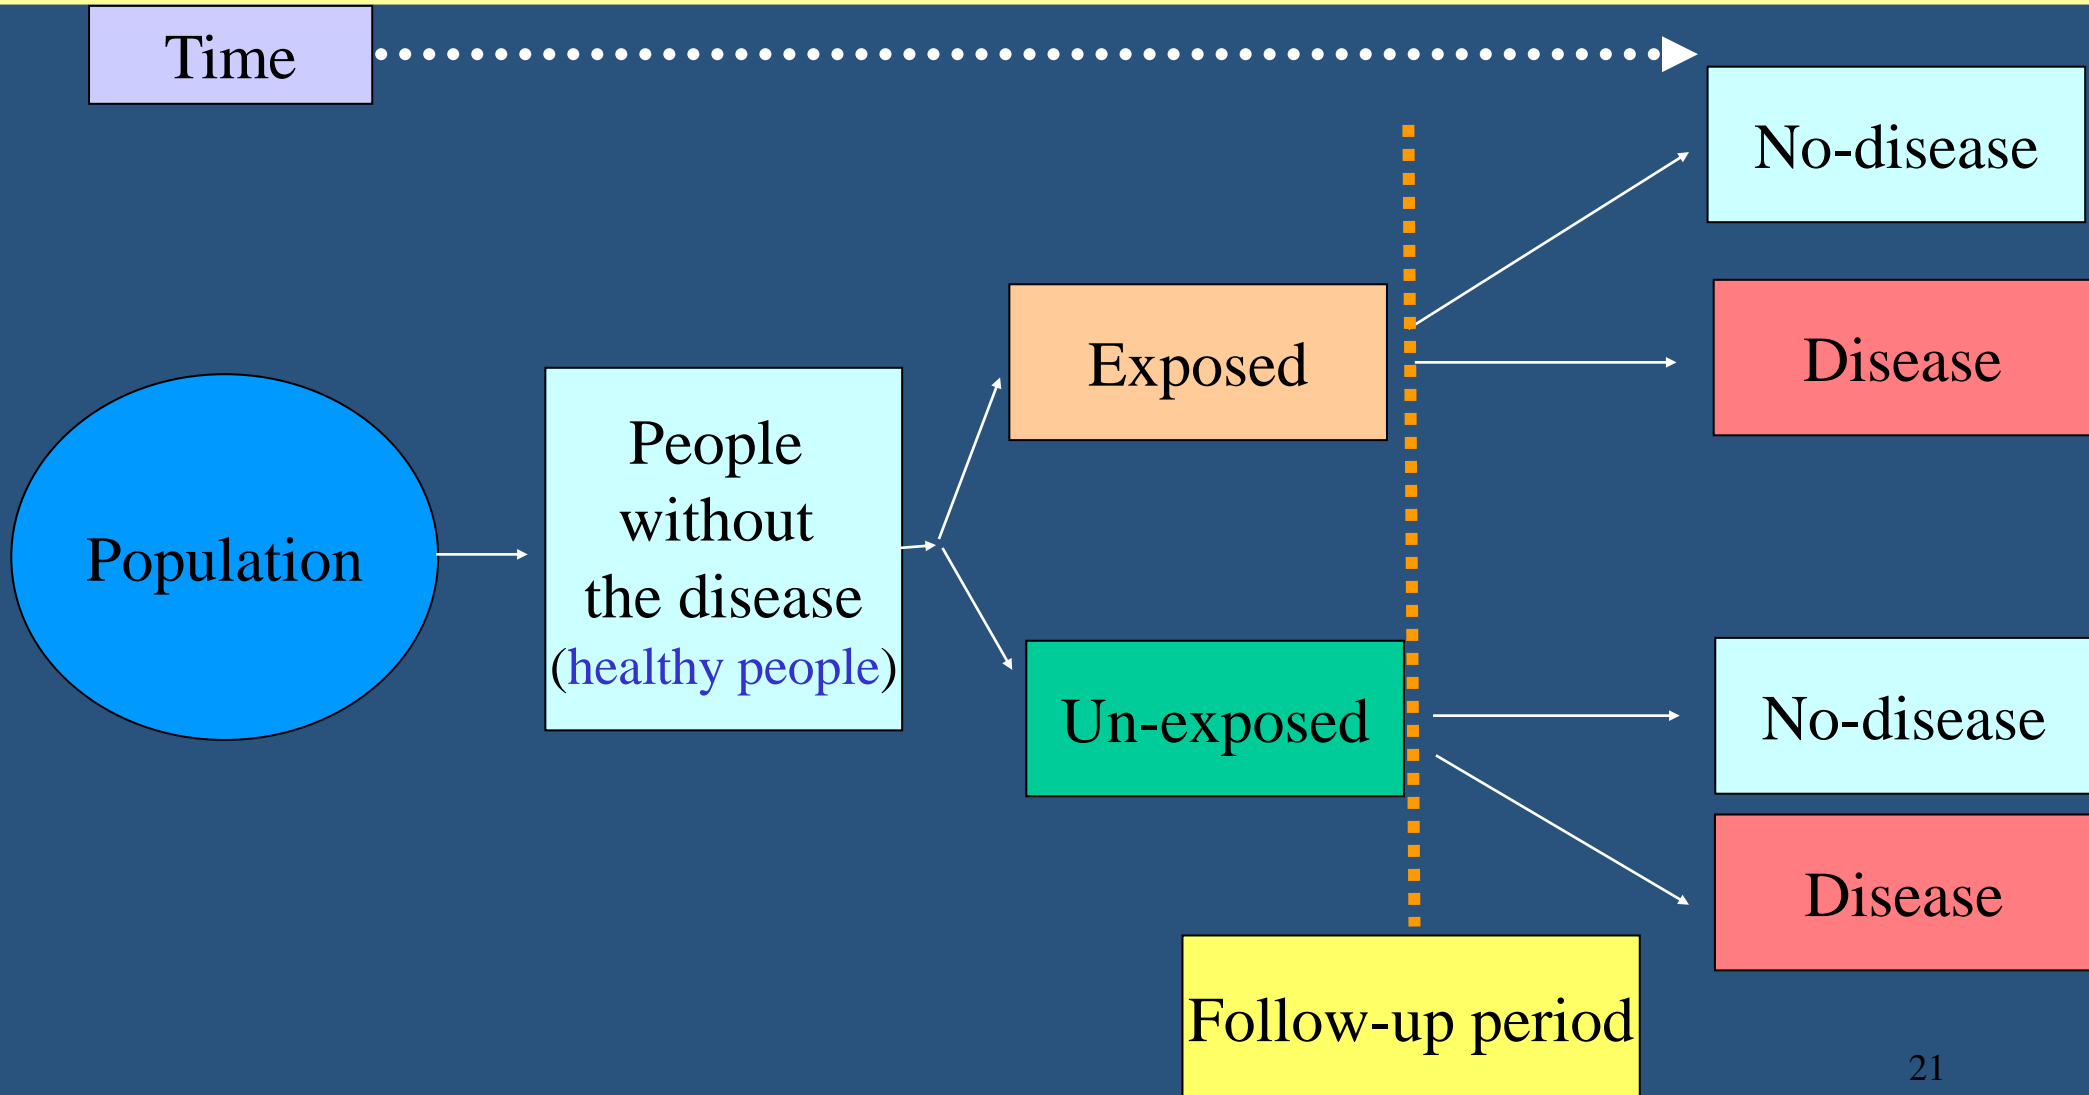 Time
No-disease
Exposed
Disease
People
without
the disease
(healthy people)
Population
Un-exposed
No-disease
Disease
Follow-up period
21